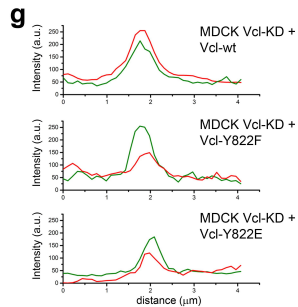 g
MDCK Vcl-KD +
Vcl-wt
Intensity (a.u.)
250
200
150
100
50
0
0 1 2 3 4
MDCK Vcl-KD +
Vcl-Y822F
Intensity (a.u.)
250
200
150
100
50
0
0 1 2 3 4
MDCK Vcl-KD +
Vcl-Y822E
Intensity (a.u.)
250
200
150
100
50
0
0 1 2 3 4
distance (μm)